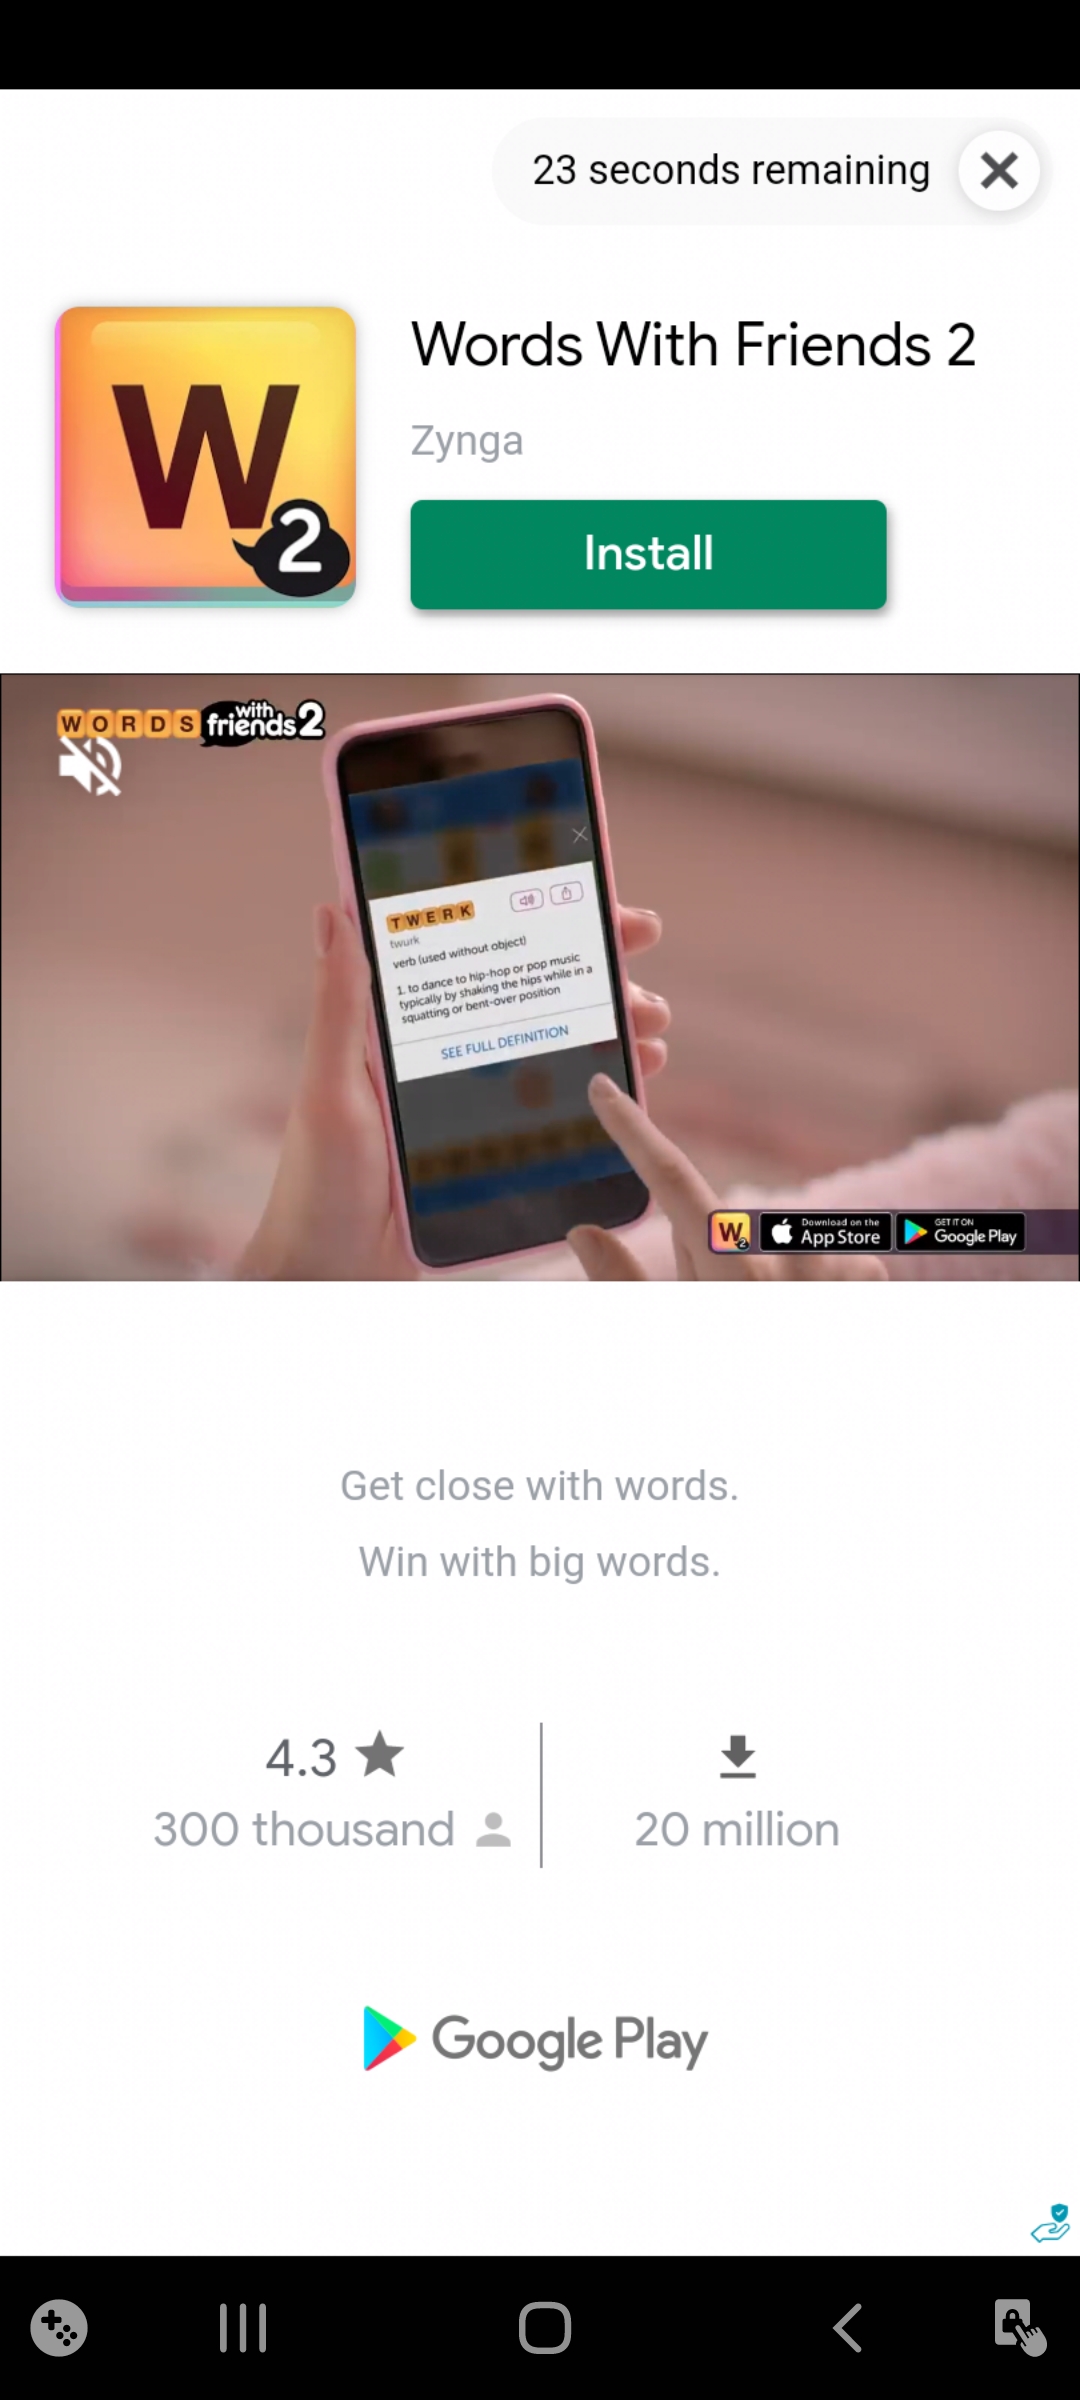 23 seconds remaining
Words With Friends 2
Zynga
Install
W
2
WORDS with friends 2
TWERK
twurk
verb (used without object)
1. to dance to hip-hop or pop music
typically by shaking the hips while in a
squatting or bent-over position
SEE FULL DEFINITION
W
2
Download on the
App Store
GET IT ON
Google Play
Get close with words.
Win with big words.
4.3
300 thousand
20 million
Google Play